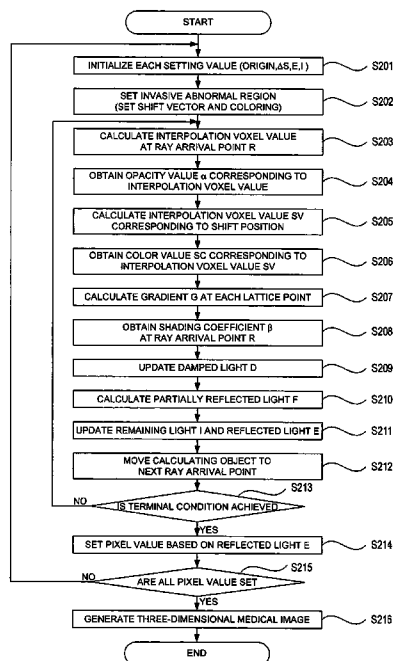 START
INITIALIZE EACH SETTING VALUE (ORIGIN,ΔS,E,I ) S201
SET INVASIVE ABNORMAL REGION
(SET SHIFT VECTOR AND COLORING) S202
CALCULATE INTERPOLATION VOXEL VALUE
AT RAY ARRIVAL POINT R S203
OBTAIN OPACITY VALUE α CORRESPONDING TO
INTERPOLATION VOXEL VALUE S204
CALCULATE INTERPOLATION VOXEL VALUE SV
CORRESPONDING TO SHIFT POSITION S205
OBTAIN COLOR VALUE SC CORRESPONDING TO
INTERPOLATION VOXEL VALUE SV S206
CALCULATE GRADIENT G AT EACH LATTICE POINT S207
OBTAIN SHADING COEFFICIENT β
AT RAY ARRIVAL POINT R S208
UPDATE DAMPED LIGHT D S209
CALCULATE PARTIALLY REFLECTED LIGHT F S210
UPDATE REMAINING LIGHT I AND REFLECTED LIGHT E S211
MOVE CALCULATING OBJECT TO
NEXT RAY ARRIVAL POINT S212
S213
NO IS TERMINAL CONDITION ACHIEVED
YES
SET PIXEL VALUE BASED ON REFLECTED LIGHT E S214
S215
NO ARE ALL PIXEL VALUE SET
YES
GENERATE THREE-DIMENSIONAL MEDICAL IMAGE S216
END